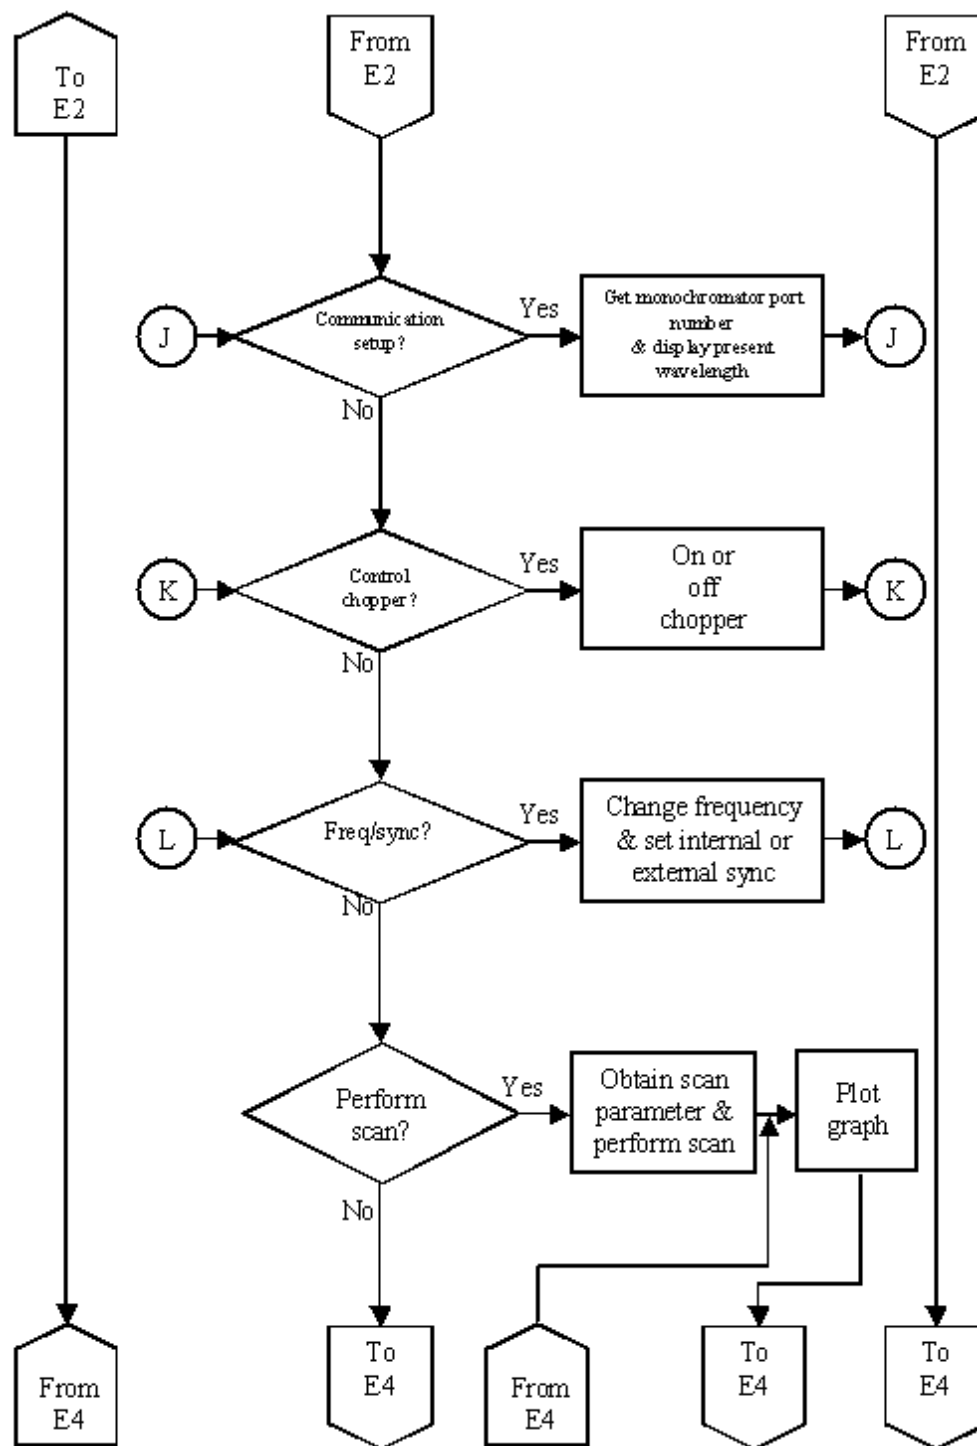 To
E2
From
E2
From
E2
J
Communication
setup?
Yes
Get monochromator port
number
& display present
wavelength
J
No
K
Control
chopper?
Yes
On or
off
chopper
K
No
L
Freq/sync?
Yes
Change frequency
& set internal or
external sync
L
No
Perform
scan?
Yes
Obtain scan
parameter &
perform scan
Plot
graph
No
From
E4
To
E4
From
E4
To
E4
To
E4